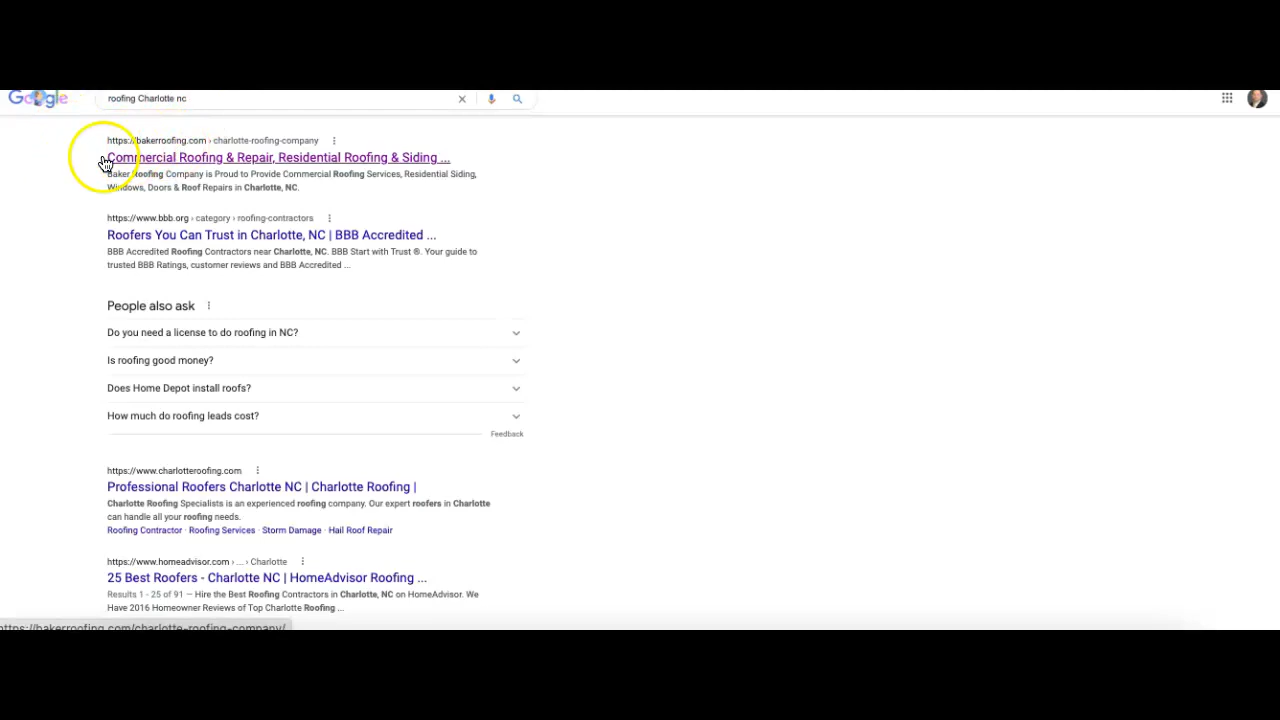 Google
roofing Charlotte nc
https://bakerroofing.com › charlotte-roofing-company
Commercial Roofing & Repair, Residential Roofing & Siding ...
Baker Roofing Company is Proud to Provide Commercial Roofing Services, Residential Siding,
Windows, Doors & Roof Repairs in Charlotte, NC.
https://www.bbb.org › category › roofing-contractors
Roofers You Can Trust in Charlotte, NC | BBB Accredited ...
BBB Accredited Roofing Contractors near Charlotte, NC. BBB Start with Trust ®. Your guide to
trusted BBB Ratings, customer reviews and BBB Accredited ...
People also ask
Do you need a license to do roofing in NC?
Is roofing good money?
Does Home Depot install roofs?
How much do roofing leads cost?
Feedback
https://www.charlotteroofing.com
Professional Roofers Charlotte NC | Charlotte Roofing |
Charlotte Roofing Specialists is an experienced roofing company. Our expert roofers in Charlotte
can handle all your roofing needs.
Roofing Contractor · Roofing Services · Storm Damage · Hail Roof Repair
https://www.homeadvisor.com › ... › Charlotte
25 Best Roofers - Charlotte NC | HomeAdvisor Roofing ...
Results 1 - 25 of 91 — Hire the Best Roofing Contractors in Charlotte, NC on HomeAdvisor. We
Have 2016 Homeowner Reviews of Top Charlotte Roofing ...
https://bakerroofing.com/charlotte-roofing-company/